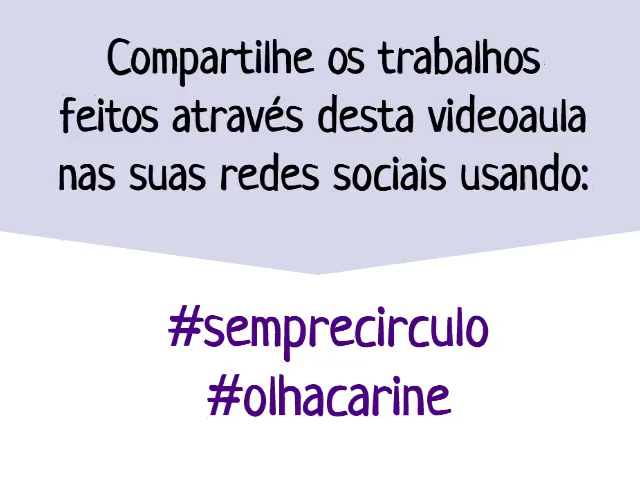 Compartilhe os trabalhos
feitos através desta videoaula
nas suas redes sociais usando:
#semprecirculo
#olhacarine